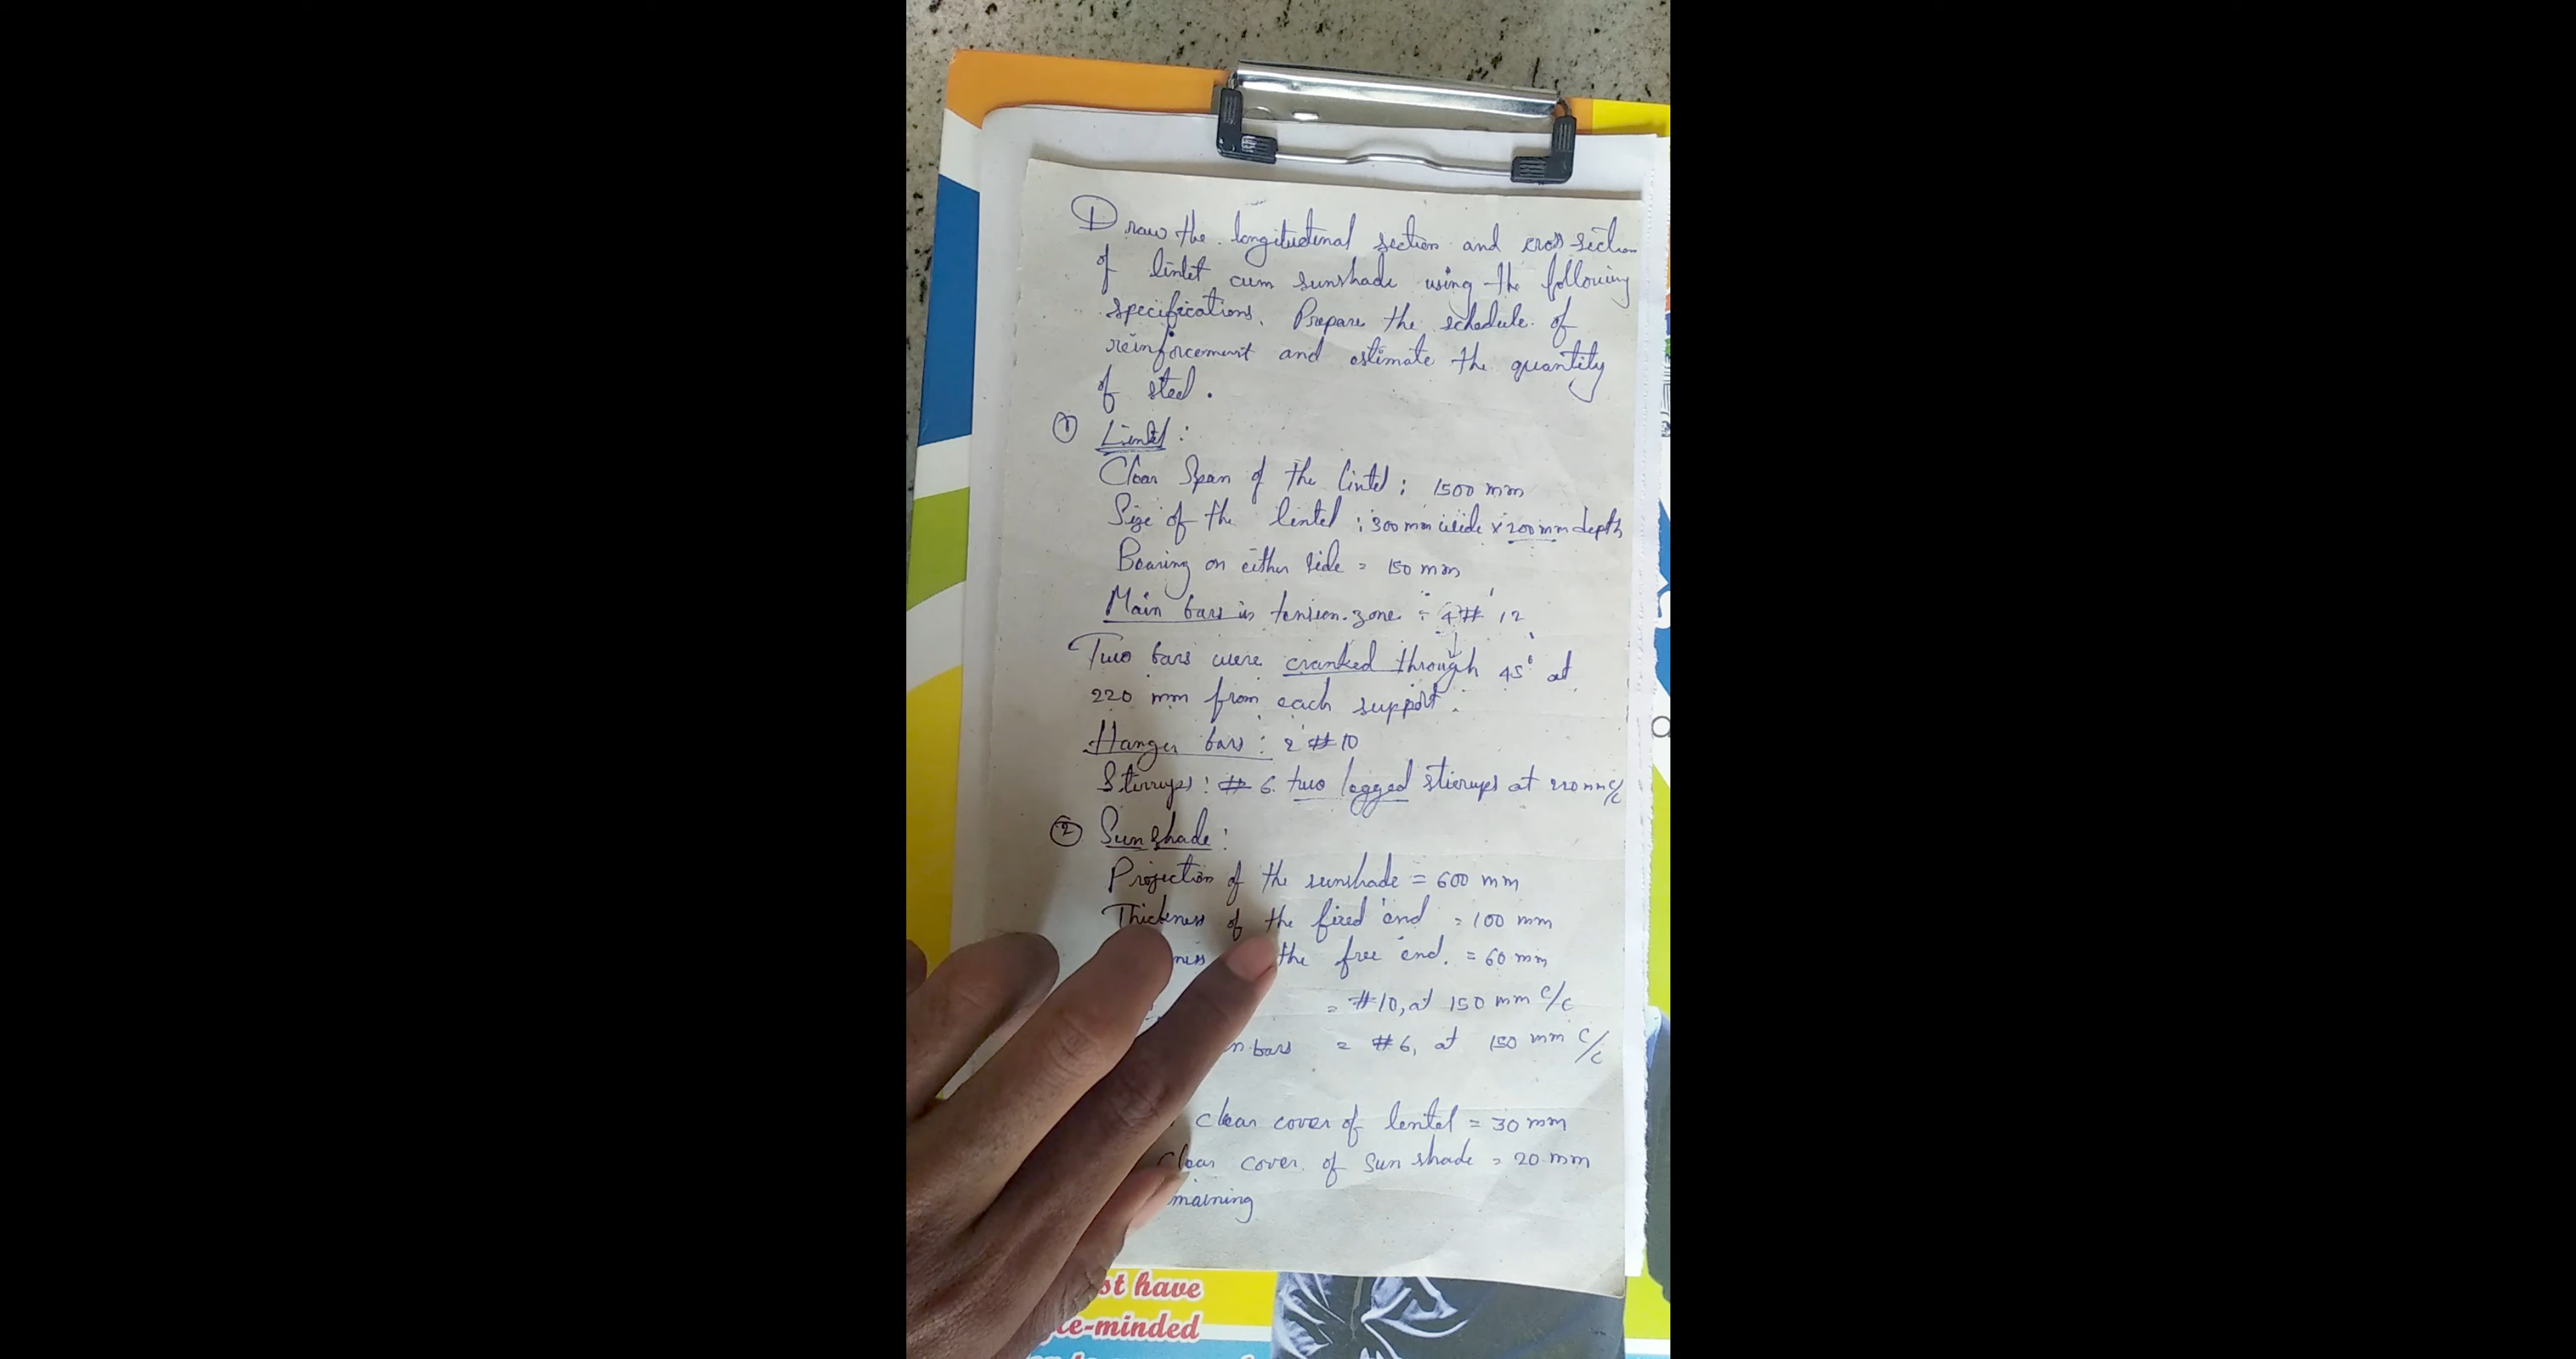 Draw the longitudinal section and cross section
of lintel cum sunshade using the following
specifications. Prepare the schedule of
reinforcement and estimate the quantity
of steel.
① Lintel:
Clear Span of the lintel : 1500 mm
Size of the lintel : 300 mm wide x 200 mm depth
Bearing on either side = 150 mm
Main bars in tension zone : 4 # 12
Two bars were cranked through 45° at
220 mm from each support.
Hanger bars : 2 # 10
Stirrups : # 6 two legged stirrups at 220 mm c/c
② Sunshade :
Projection of the sunshade = 600 mm
Thickness of the fixed end = 100 mm
ness the free end. = 60 mm
= #10, at 150 mm c/c
n bars = #6, at 150 mm c/c
clear cover of lentel = 30 mm
Clear cover of sun shade = 20 mm
maining
st have
le-minded